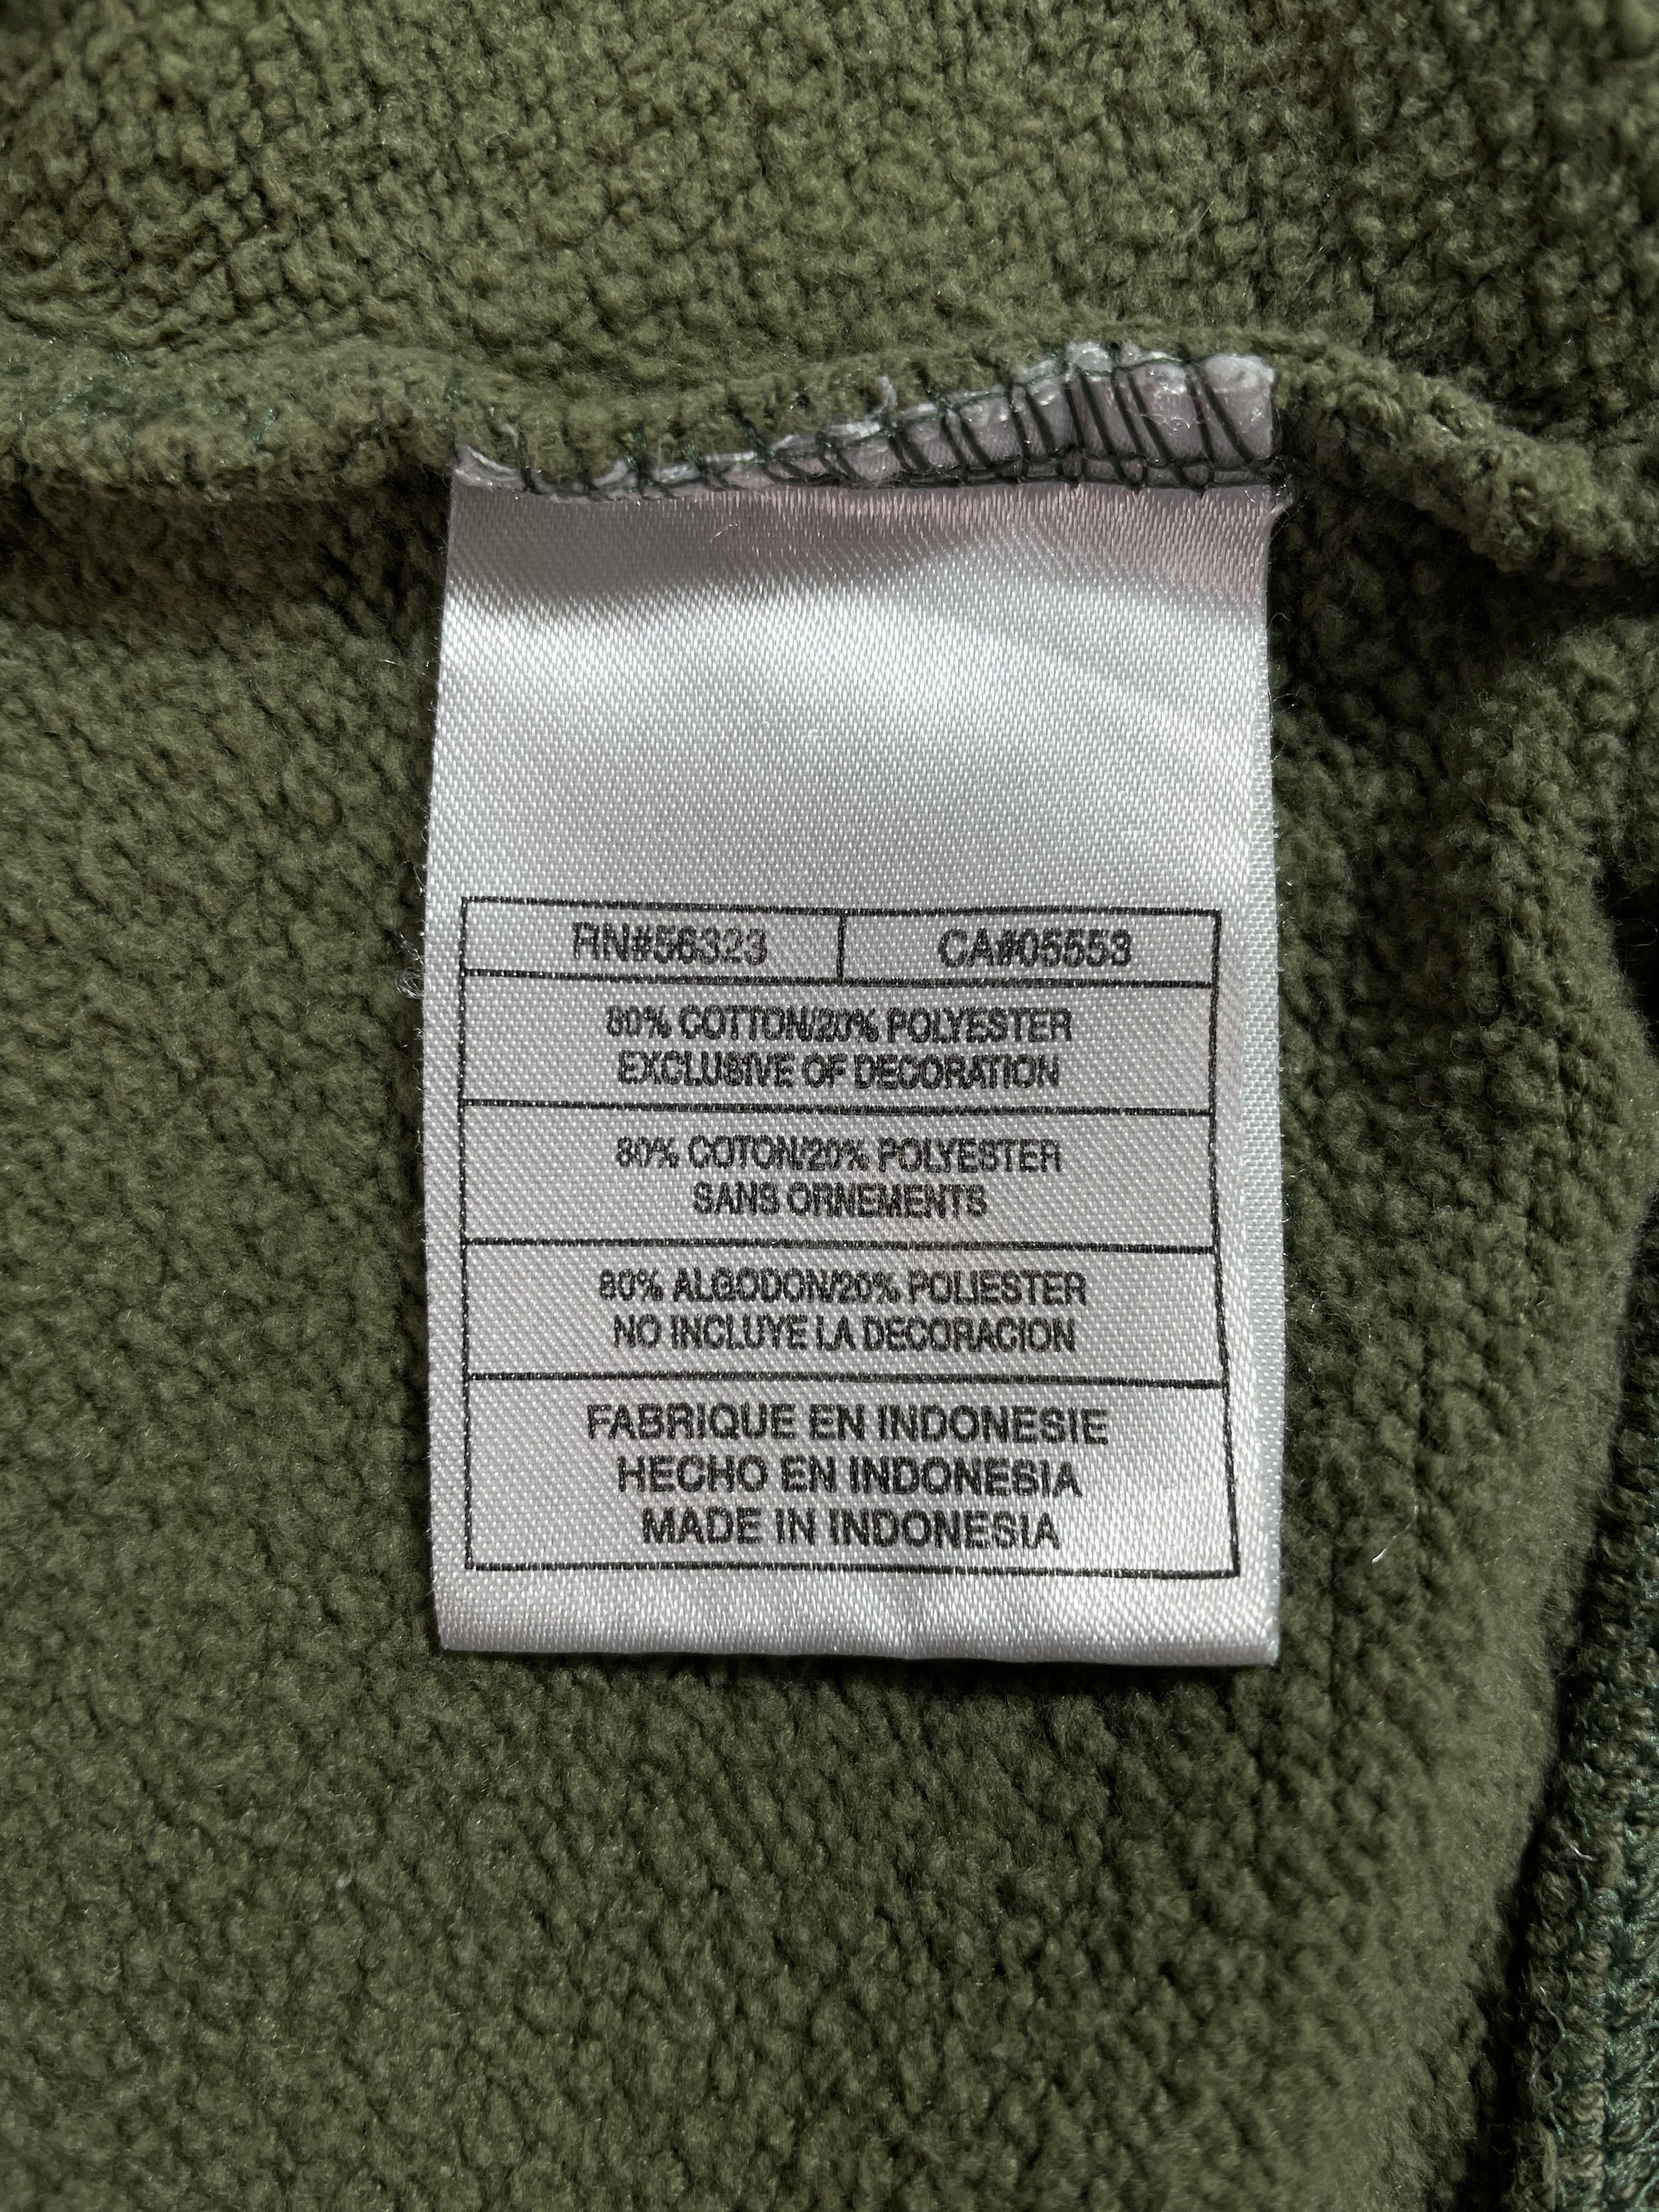 RN#56323 CA#05553
80% COTTON/20% POLYESTER
EXCLUSIVE OF DECORATION
80% COTON/20% POLYESTER
SANS ORNEMENTS
80% ALGODON/20% POLIESTER
NO INCLUYE LA DECORACION
FABRIQUE EN INDONESIE
HECHO EN INDONESIA
MADE IN INDONESIA